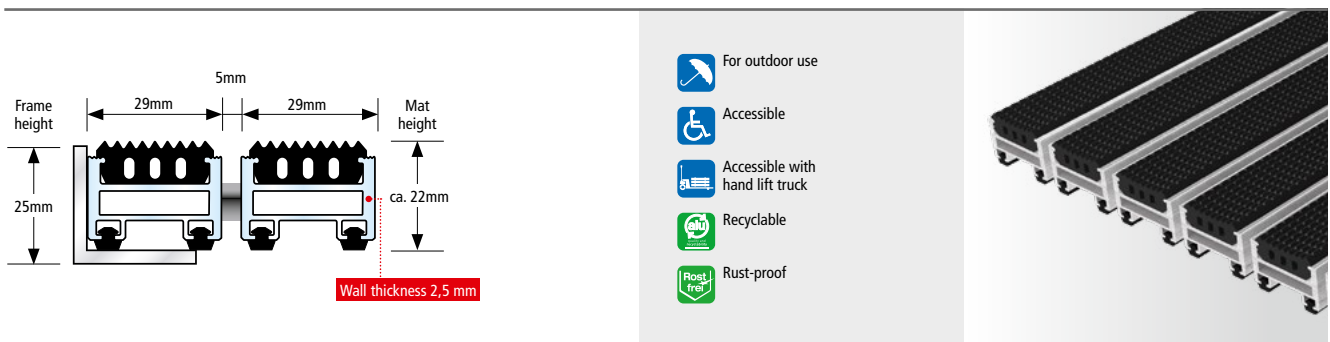 5mm
Frame
height
29mm
29mm
Mat
height
25mm
ca. 22mm
Wall thickness 2,5 mm
For outdoor use
Accessible
Accessible with
hand lift truck
alu
Recyclable
Rost
frei
Rust-proof